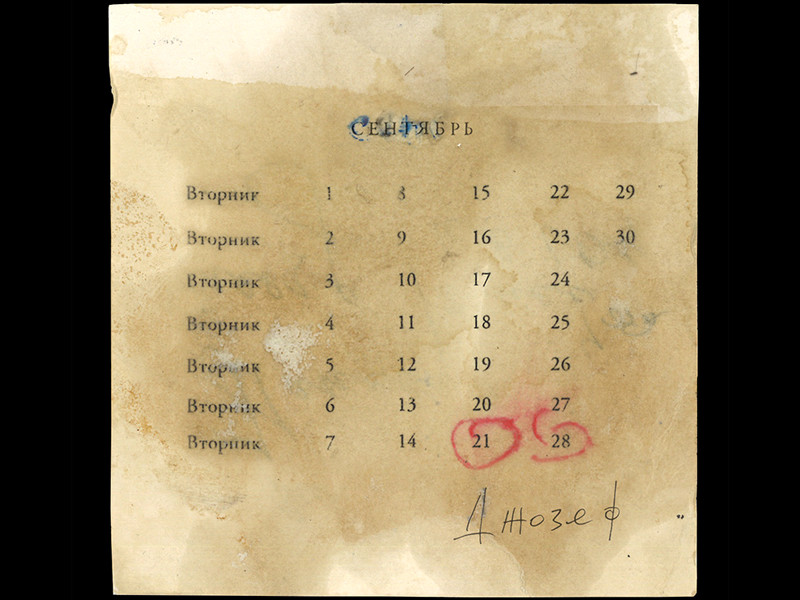 СЕНТЯБРЬ
Вторник 1 8 15 22 29
Вторник 2 9 16 23 30
Вторник 3 10 17 24
Вторник 4 11 18 25
Вторник 5 12 19 26
Вторник 6 13 20 27
Вторник 7 14 21 28
Джозеф